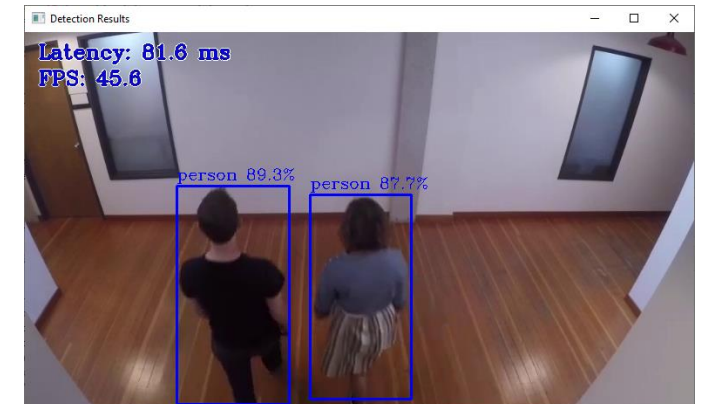 Detection Results
Latency: 81.6 ms
FPS: 45.6
person 89.3%
person 87.7%